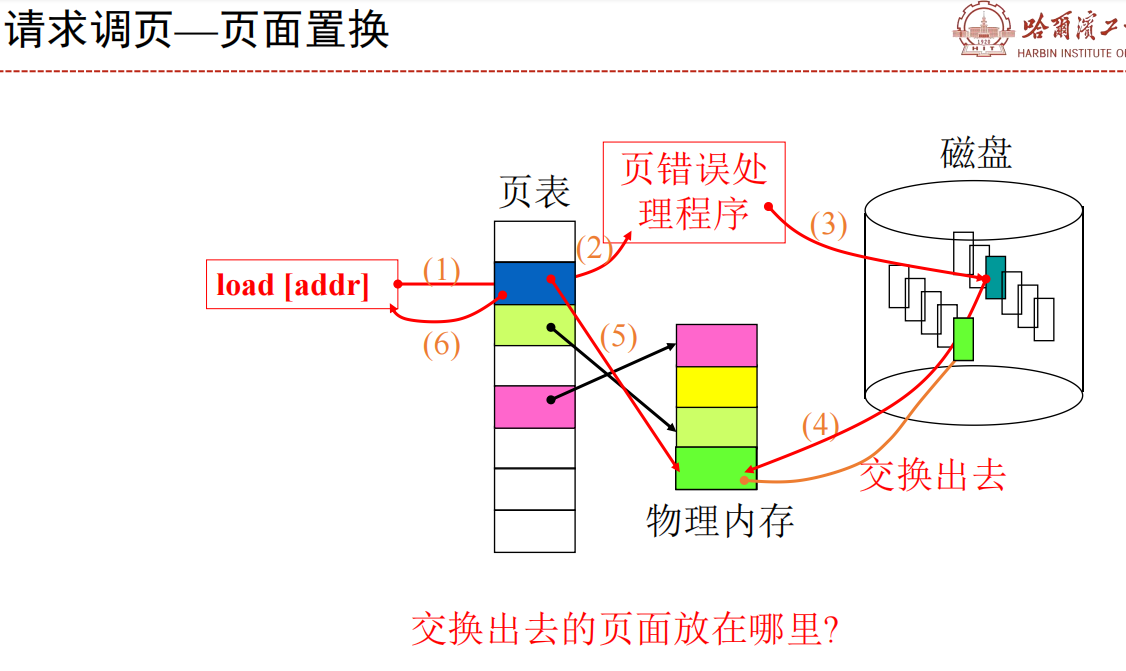 请求调页—页面置换
哈爾濱工
HARBIN INSTITUTE OF
磁盘
页错误处
理程序
页表
(1)
(2)
(3)
load [addr]
(6)
(5)
(4)
交换出去
物理内存
交换出去的页面放在哪里?